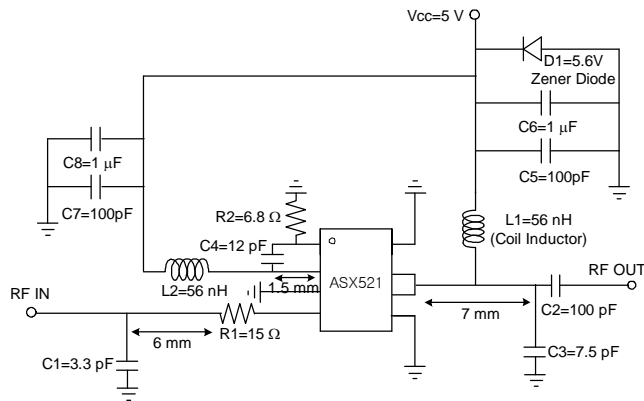 Vcc=5 V
D1=5.6V
Zener Diode
C6=1 μF
C5=100pF
C8=1 μF
C7=100pF
R2=6.8 Ω
L1=56 nH
(Coil Inductor)
C4=12 pF
ASX521
RF OUT
L2=56 nH
1.5 mm
RF IN
7 mm
C2=100 pF
6 mm
R1=15 Ω
C3=7.5 pF
C1=3.3 pF